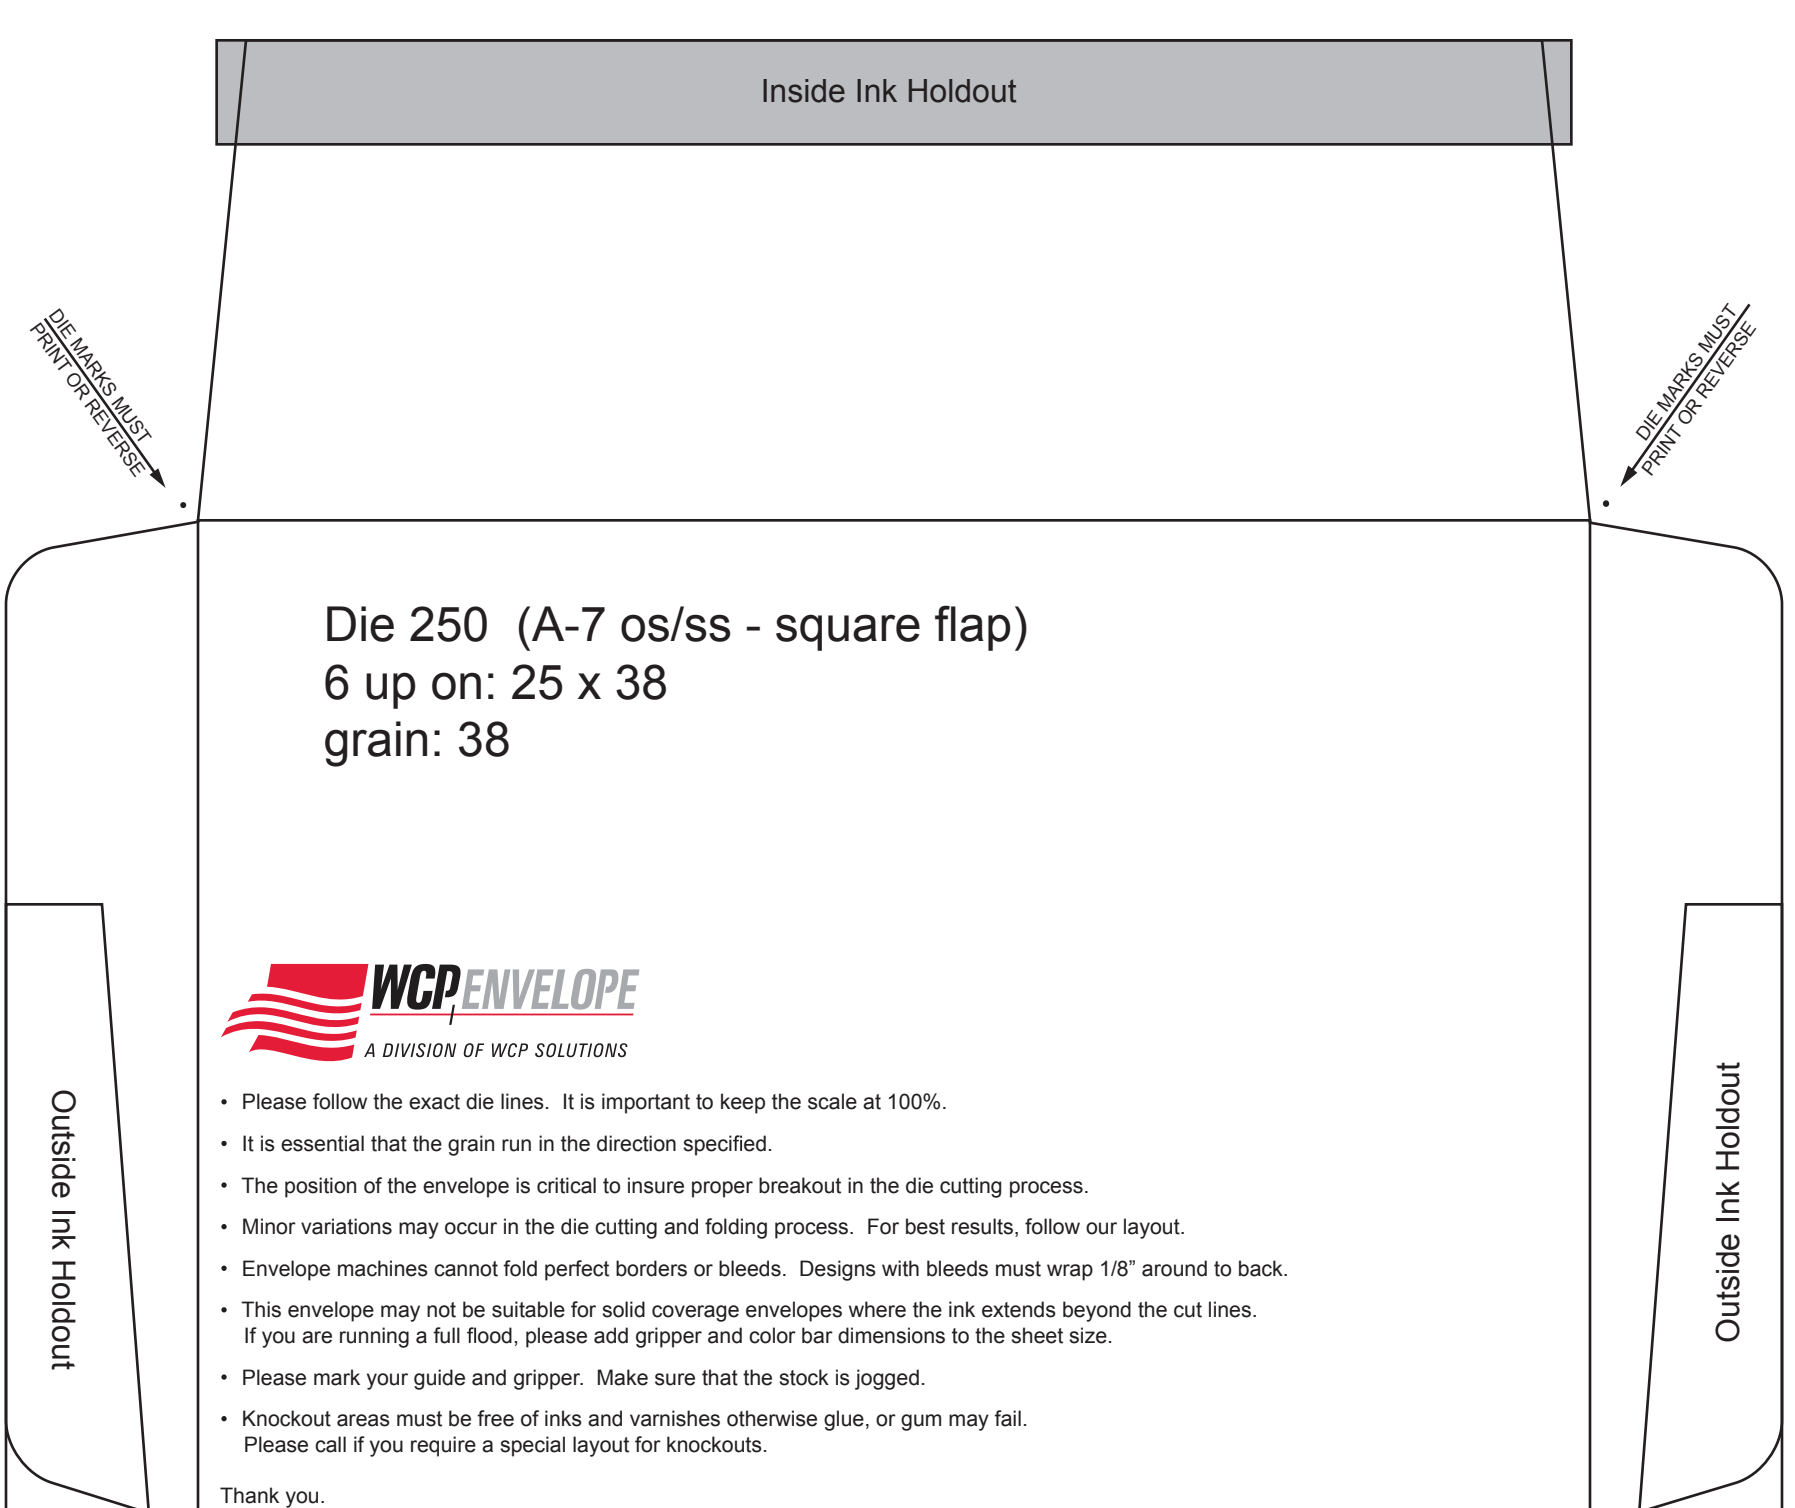 Inside Ink Holdout
DIE MARKS MUST
PRINT OR REVERSE
DIE MARKS MUST
PRINT OR REVERSE
Die 250  (A-7 os/ss - square flap)
6 up on: 25 x 38
grain: 38
WCP ENVELOPE
A DIVISION OF WCP SOLUTIONS
• Please follow the exact die lines.  It is important to keep the scale at 100%.
• It is essential that the grain run in the direction specified.
• The position of the envelope is critical to insure proper breakout in the die cutting process.
• Minor variations may occur in the die cutting and folding process.  For best results, follow our layout.
• Envelope machines cannot fold perfect borders or bleeds.  Designs with bleeds must wrap 1/8” around to back.
• This envelope may not be suitable for solid coverage envelopes where the ink extends beyond the cut lines.
If you are running a full flood, please add gripper and color bar dimensions to the sheet size.
• Please mark your guide and gripper.  Make sure that the stock is jogged.
• Knockout areas must be free of inks and varnishes otherwise glue, or gum may fail.
Please call if you require a special layout for knockouts.
Thank you.
Outside Ink Holdout
Outside Ink Holdout